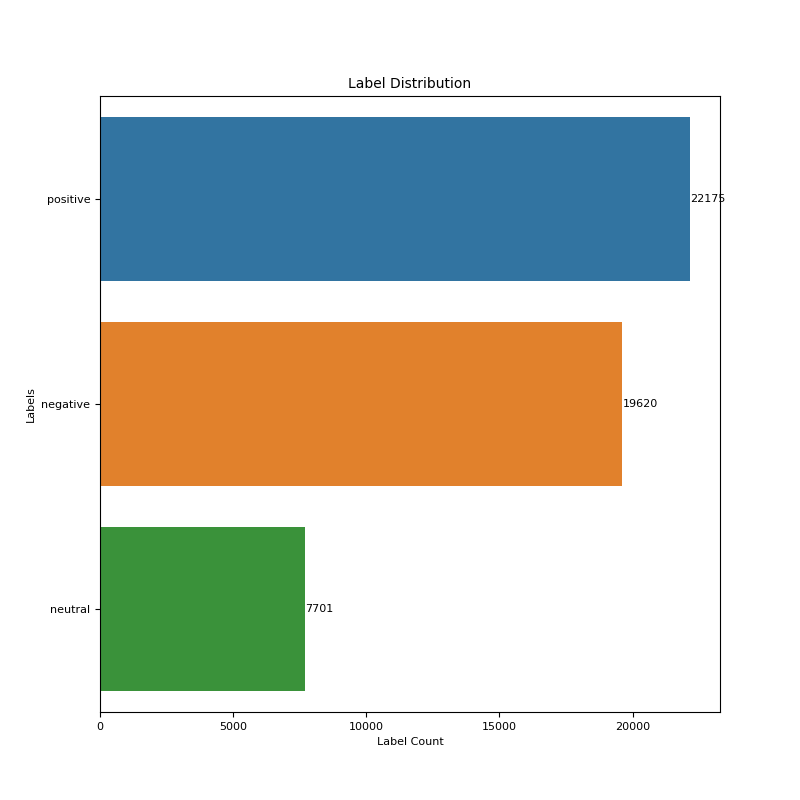 Label Distribution
positive
22175
Labels
negative
19620
neutral
7701
0 5000 10000 15000 20000
Label Count